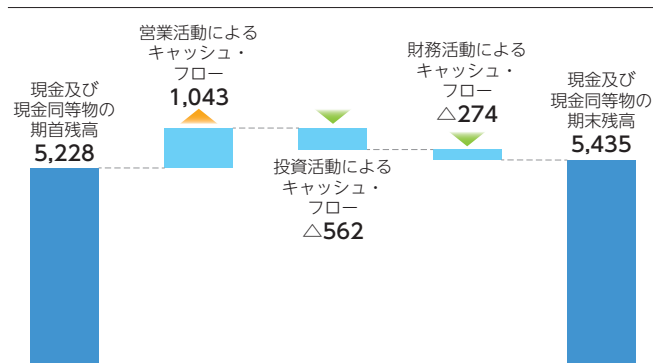 現金及び
現金同等物の
期首残高
5,228
営業活動による
キャッシュ・
フロー
1,043
投資活動による
キャッシュ・
フロー
△562
財務活動による
キャッシュ・
フロー
△274
現金及び
現金同等物の
期末残高
5,435